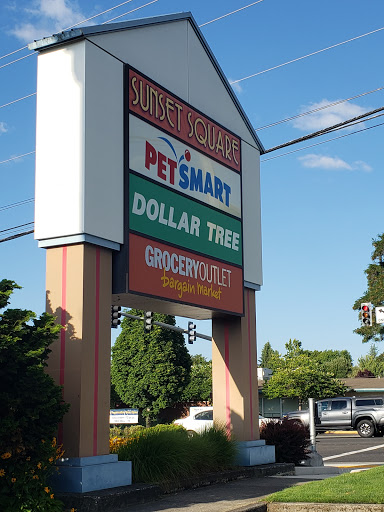 SUNSET SQUARE
PETSMART
DOLLAR TREE
GROCERY OUTLET
bargain market